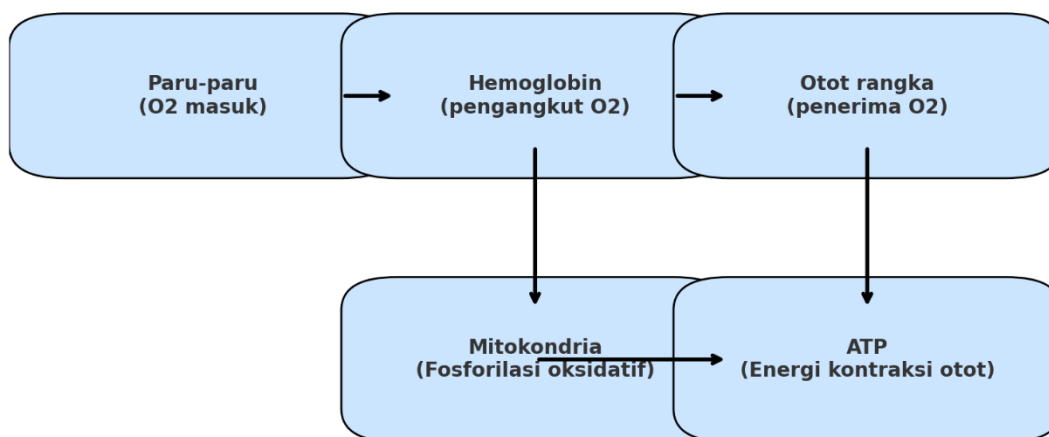 Paru-paru
(O2 masuk)
Hemoglobin
(pengangkut O2)
Otot rangka
(penerima O2)
Mitokondria
(Fosforilasi oksidatif)
ATP
(Energi kontraksi otot)